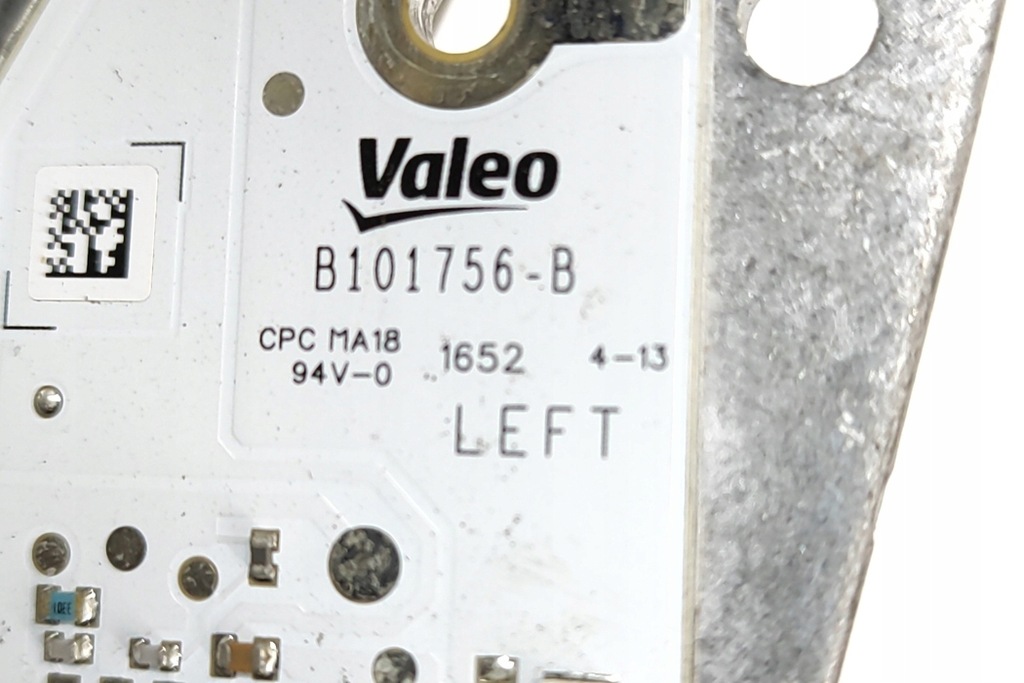 Valeo
B101756-B
CPC MA18
94V-0
1652
4-13
LEFT